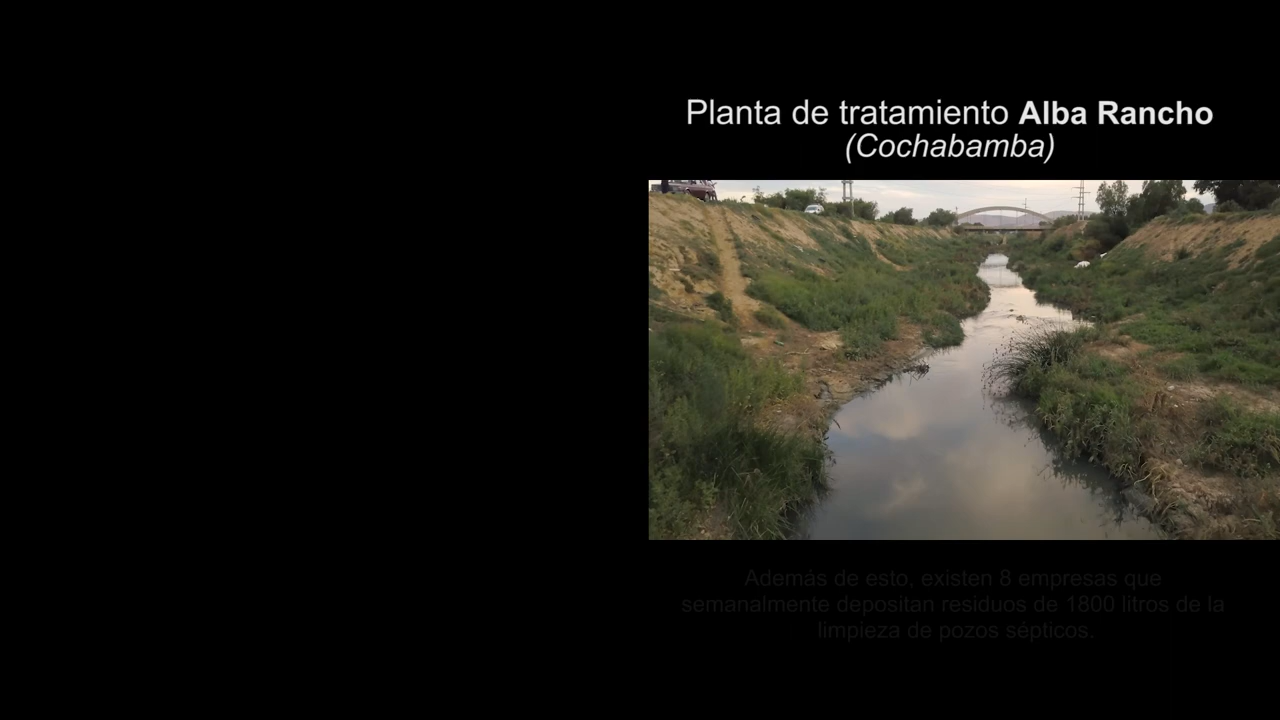 Planta de tratamiento Alba Rancho
(Cochabamba)
Además de esto, existen 8 empresas que
semanalmente depositan residuos de 1800 litros de la
limpieza de pozos sépticos.